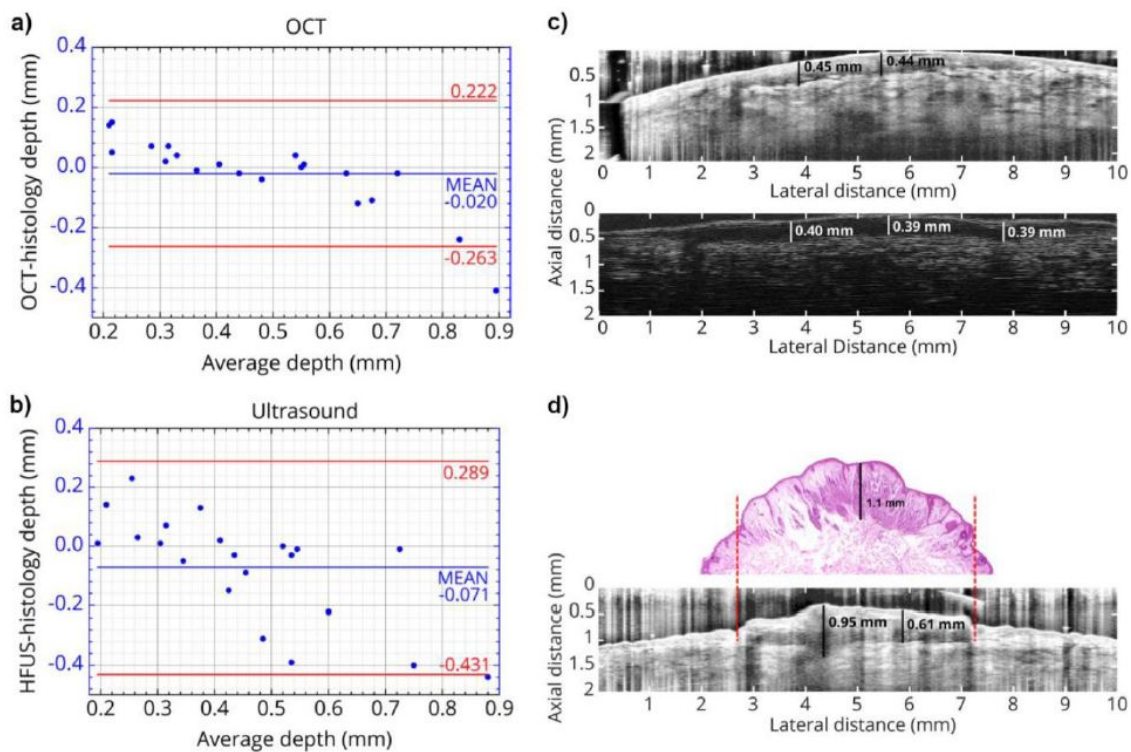 a)
OCT
OCT-histology depth (mm)
0.4
0.2
0.0
-0.2
-0.4
0.222
MEAN
-0.020
-0.263
0.2 0.3 0.4 0.5 0.6 0.7 0.8 0.9
Average depth (mm)
b)
Ultrasound
HFUS-histology depth (mm)
0.4
0.2
0.0
-0.2
-0.4
0.289
MEAN
-0.071
-0.431
0.2 0.3 0.4 0.5 0.6 0.7 0.8 0.9
Average depth (mm)
c)
Axial distance (mm)
0.5
1
1.5
2
0.45 mm
0.44 mm
0 1 2 3 4 5 6 7 8 9 10
Lateral distance (mm)
0
0.5
1
1.5
2
0.40 mm
0.39 mm
0.39 mm
0 1 2 3 4 5 6 7 8 9 10
Lateral Distance (mm)
d)
1.1 mm
Axial distance (mm)
0
0.5
1
1.5
2
0.95 mm
0.61 mm
0 1 2 3 4 5 6 7 8 9 10
Lateral distance (mm)